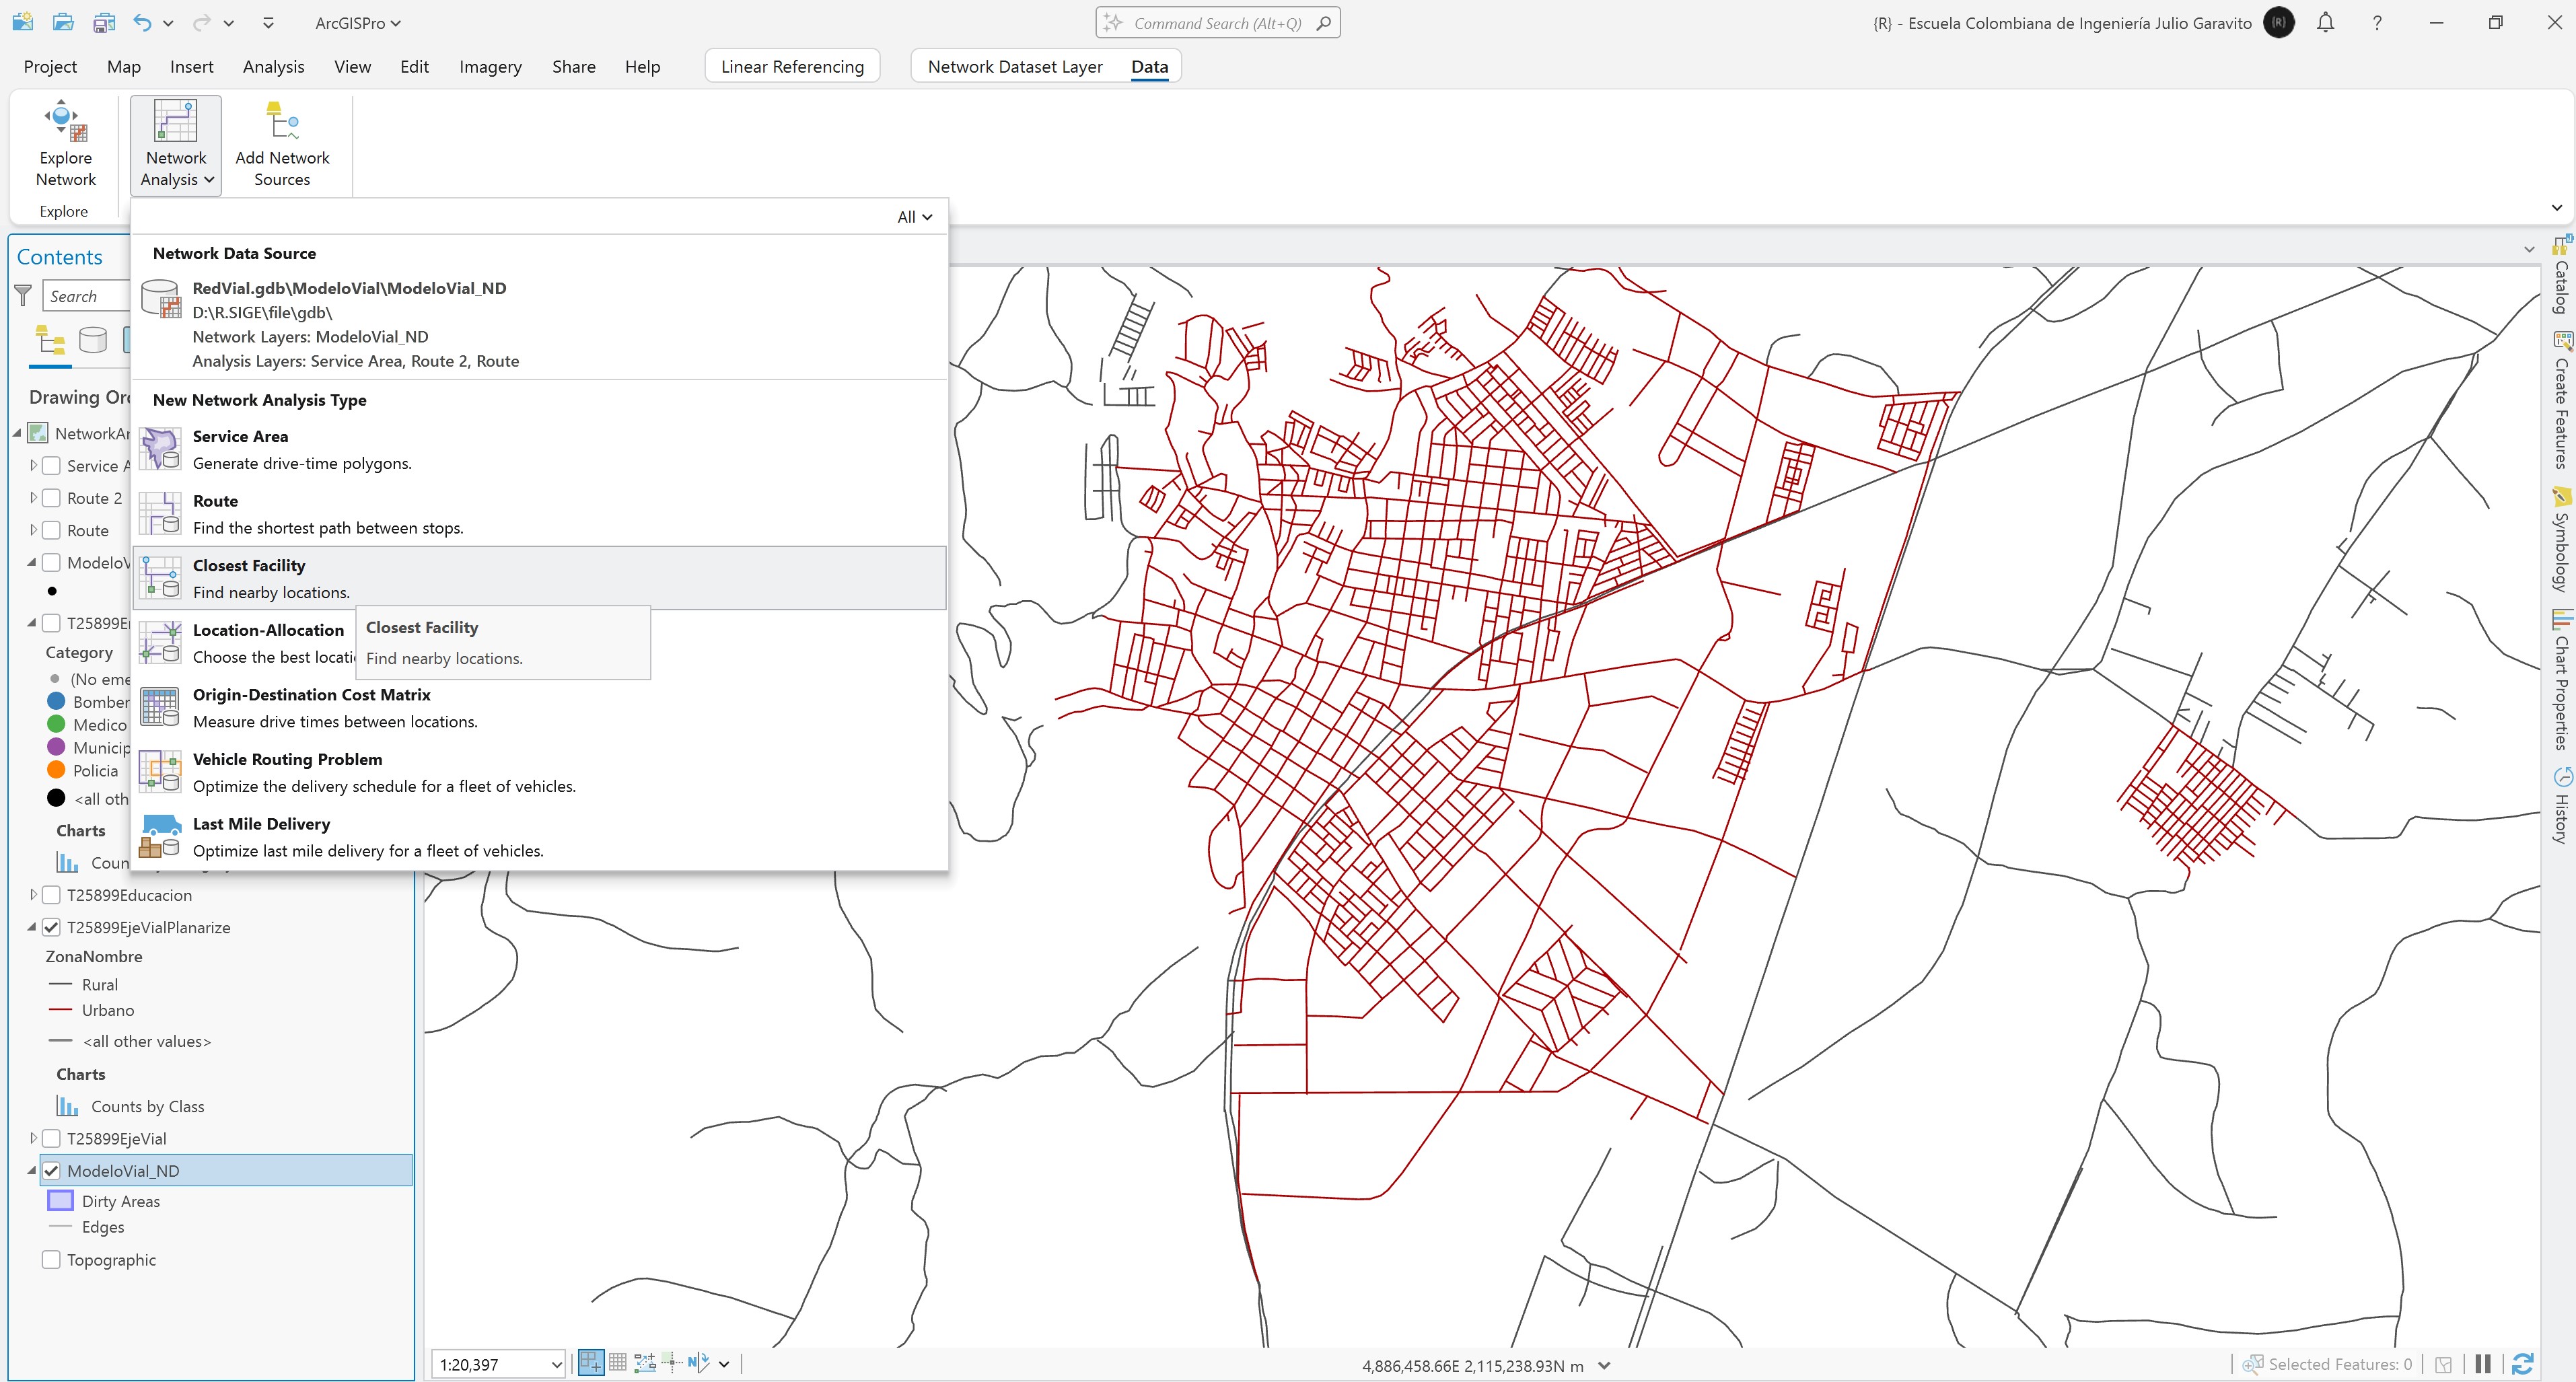 ArcGISPro
Command Search (Alt+Q)
{R} - Escuela Colombiana de Ingeniería Julio Garavito
{R}
Project Map Insert Analysis View Edit Imagery Share Help Linear Referencing Network Dataset Layer Data
Explore Network
Network Analysis
Add Network Sources
Explore
All
Network Data Source
RedVial.gdb\ModeloVial\ModeloVial_ND
D:\R.SIGE\file\gdb\
Network Layers: ModeloVial_ND
Analysis Layers: Service Area, Route 2, Route
New Network Analysis Type
Service Area
Generate drive-time polygons.
Route
Find the shortest path between stops.
Closest Facility
Find nearby locations.
Location-Allocation
Choose the best locati
Closest Facility
Find nearby locations.
Origin-Destination Cost Matrix
Measure drive times between locations.
Vehicle Routing Problem
Optimize the delivery schedule for a fleet of vehicles.
Last Mile Delivery
Optimize last mile delivery for a fleet of vehicles.
Contents
Search
Drawing Or
NetworkAr
Service A
Route 2
Route
ModeloV
T25899E
Category
(No eme
Bomber
Medico
Municip
Policia
<all oth
Charts
Coun
T25899Educacion
T25899EjeVialPlanarize
ZonaNombre
Rural
Urbano
<all other values>
Charts
Counts by Class
T25899EjeVial
ModeloVial_ND
Dirty Areas
Edges
Topographic
1:20,397
4,886,458.66E 2,115,238.93N m
Selected Features: 0
Catalog
Create Features
Symbology
Chart Properties
History